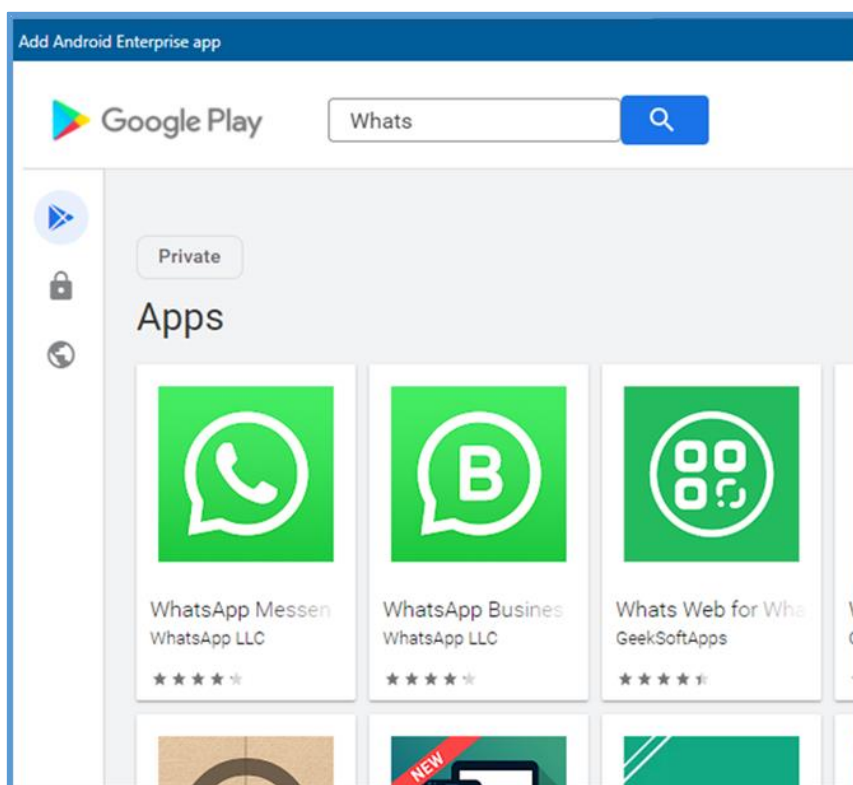 Add Android Enterprise app
Google Play
Whats
Private
Apps
B
WhatsApp Messen
WhatsApp LLC
WhatsApp Busines
WhatsApp LLC
Whats Web for Wha
GeekSoftApps
NEW